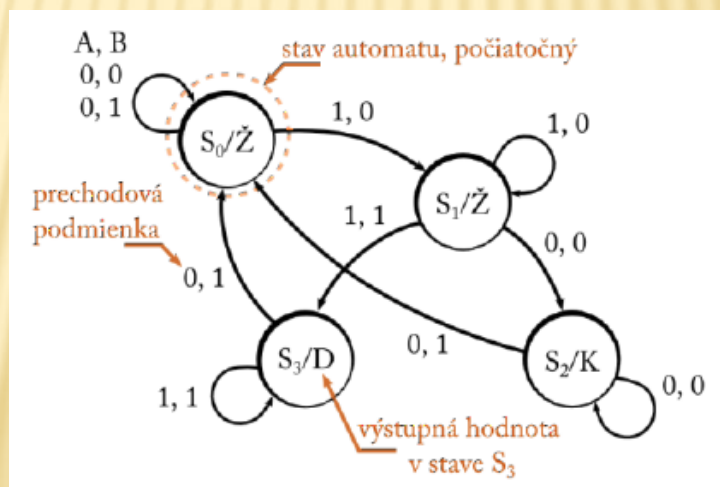 A, B
0, 0
0, 1
stav automatu, počiatočný
S₀/Ž
1, 0
1, 0
S₁/Ž
prechodová
podmienka
1, 1
0, 0
0, 1
S₃/D
0, 1
S₂/K
1, 1
0, 0
výstupná hodnota
v stave S₃